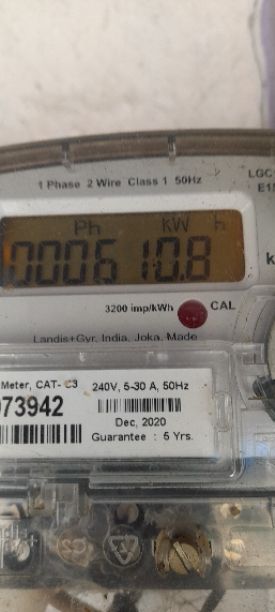 1 Phase 2 Wire Class 1 50Hz
LGC
Ph kW h
0006 10.8
k
3200 imp/kWh CAL
Landis+Gyr, India, Joka, Made
Meter, CAT- C3
073942
240V, 5-30 A, 50Hz
Dec, 2020
Guarantee : 5 Yrs.